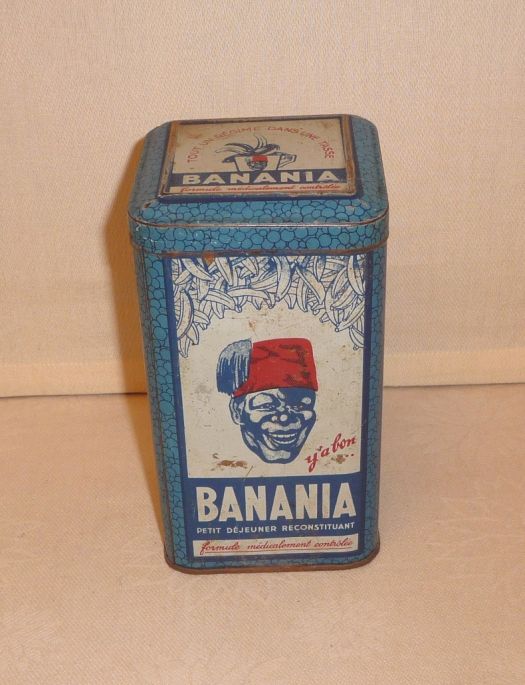 TOUT UN RÉGIME DANS UNE TASSE
BANANIA
formule médicalement contrôlée
y'a bon
BANANIA
PETIT DÉJEUNER RECONSTITUANT
formule médicalement contrôlée